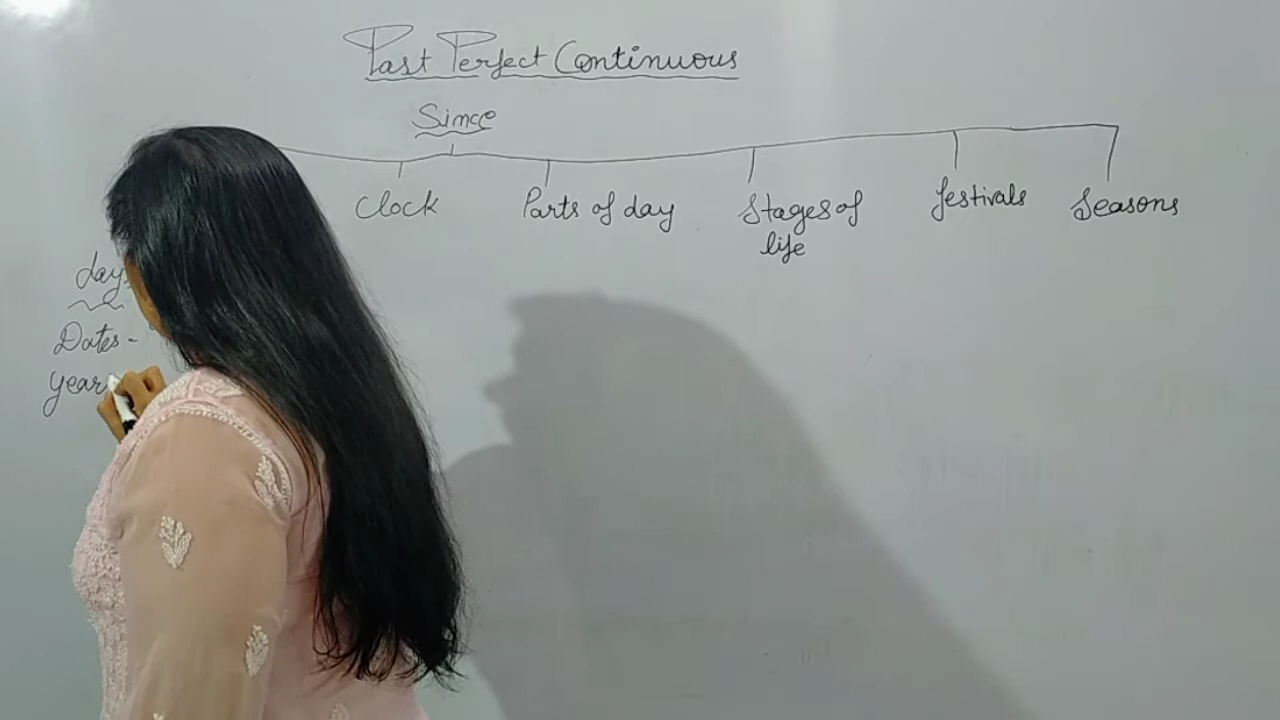 Past Perfect Continuous
Since
Clock Parts of day Stages of life festivals Seasons
day
Dates -
year